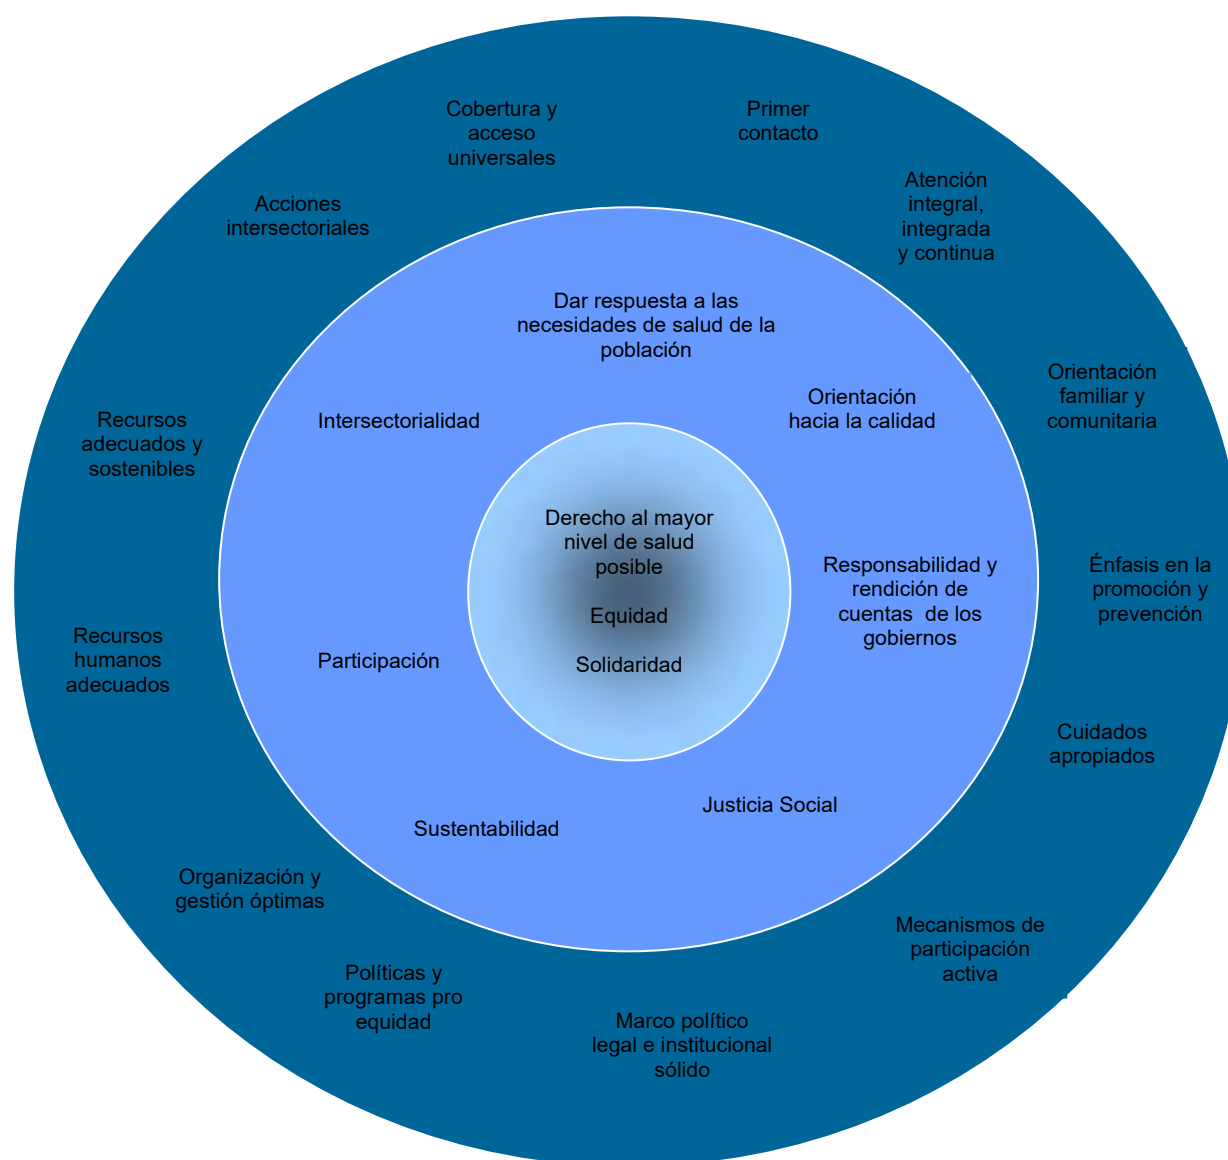 Cobertura y
acceso
universales
Primer
contacto
Atención
integral,
integrada
y continua
Acciones
intersectoriales
Dar respuesta a las
necesidades de salud de la
población
Orientación
familiar y
comunitaria
Orientación
hacia la calidad
Intersectorialidad
Recursos
adecuados y
sostenibles
Derecho al mayor
nivel de salud
posible
Equidad
Solidaridad
Responsabilidad y
rendición de
cuentas de los
gobiernos
Énfasis en la
promoción y
prevención
Recursos
humanos
adecuados
Participación
Cuidados
apropiados
Justicia Social
Sustentabilidad
Organización y
gestión óptimas
Mecanismos de
participación
activa
Políticas y
programas pro
equidad
Marco político
legal e institucional
sólido